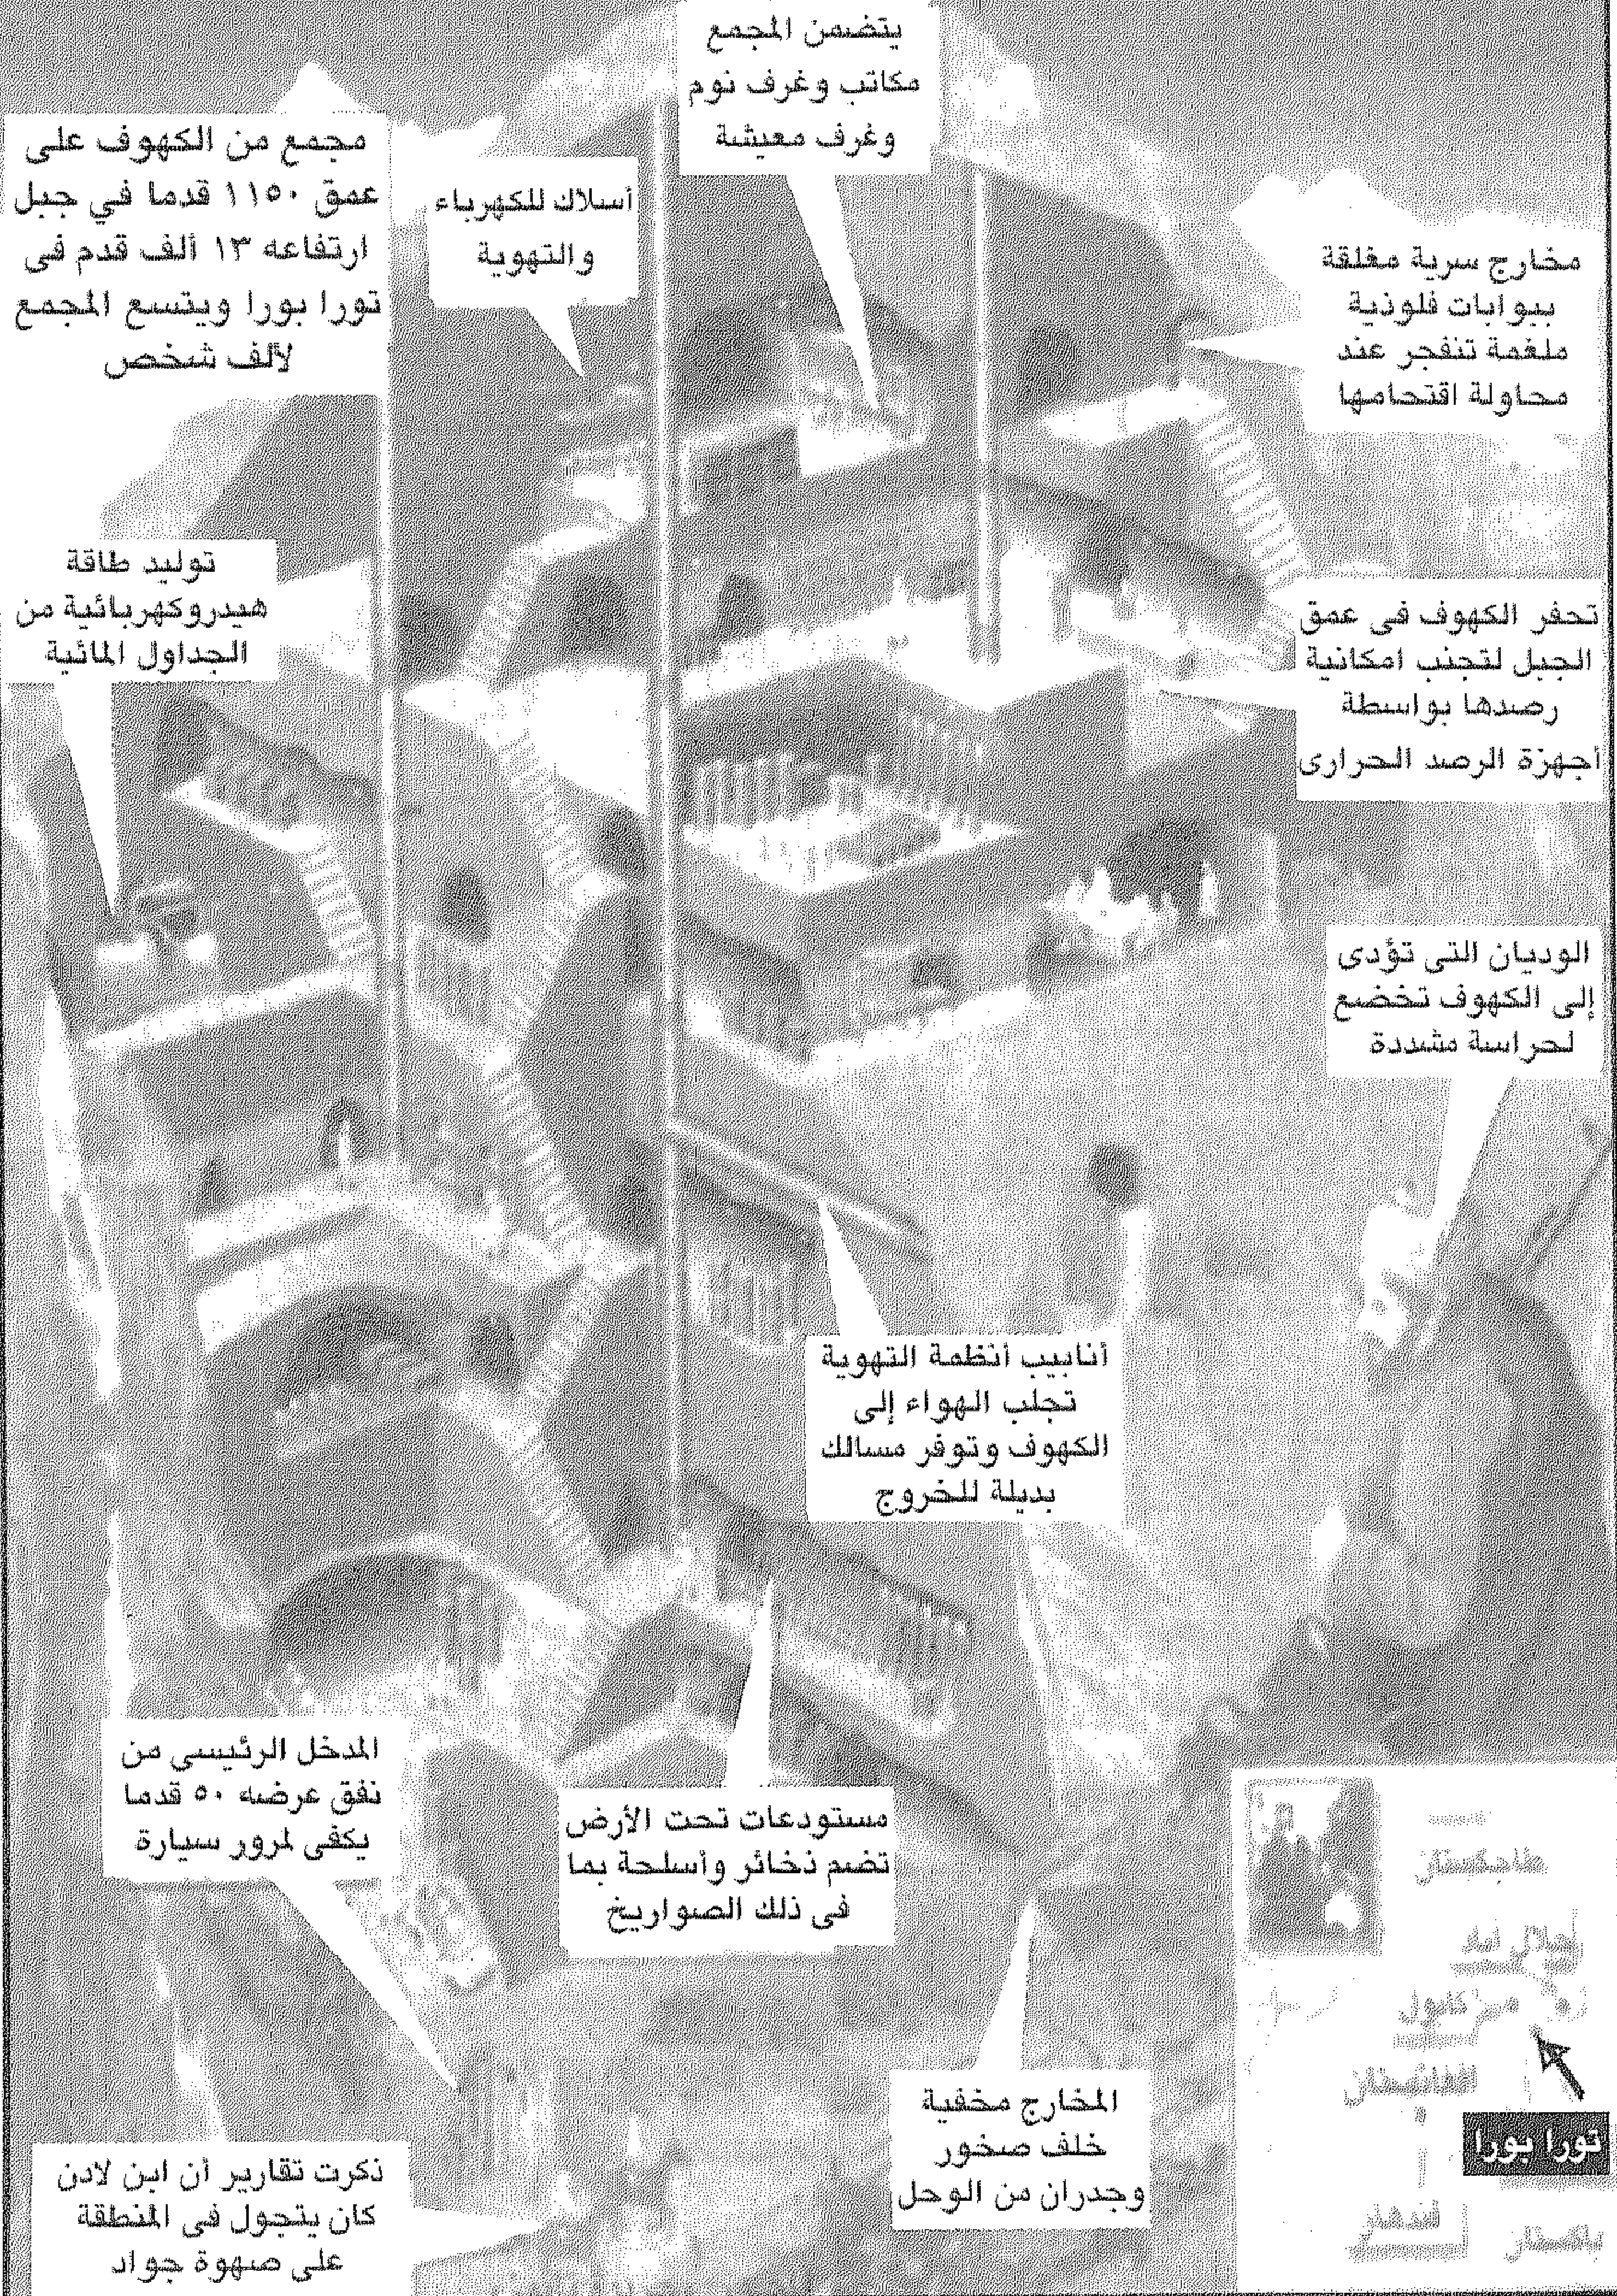 يتضمن المجمع
مكاتب وغرف نوم
وغرف معيشة
مجمع من الكهوف على
عمق ١١٥٠ قدما في جبل
ارتفاعه ١٣ ألف قدم فى
تورا بورا ويتسع المجمع
لألف شخص
أسلاك للكهرباء
والتهوية
مخارج سرية مغلقة
ببوابات فلوذية
ملغمة تنفجر عند
محاولة اقتحامها
توليد طاقة
هيدروكهربائية من
الجداول المائية
تحفر الكهوف فى عمق
الجبل لتجنب امكانية
رصدها بواسطة
أجهزة الرصد الحرارى
الوديان التى تؤدى
إلى الكهوف تخضع
لحراسة مشددة
أنابيب أنظمة التهوية
تجلب الهواء إلى
الكهوف وتوفر مسالك
بديلة للخروج
المدخل الرئيسى من
نفق عرضه ٥٠ قدما
يكفى لمرور سيارة
مستودعات تحت الأرض
تضم ذخائر وأسلحة بما
فى ذلك الصواريخ
المخارج مخفية
خلف صخور
وجدران من الوحل
ذكرت تقارير أن ابن لادن
كان يتجول فى المنطقة
على صهوة جواد
طاجكستان
كابول
افغانستان
تورا بورا
قندهار
باكستان